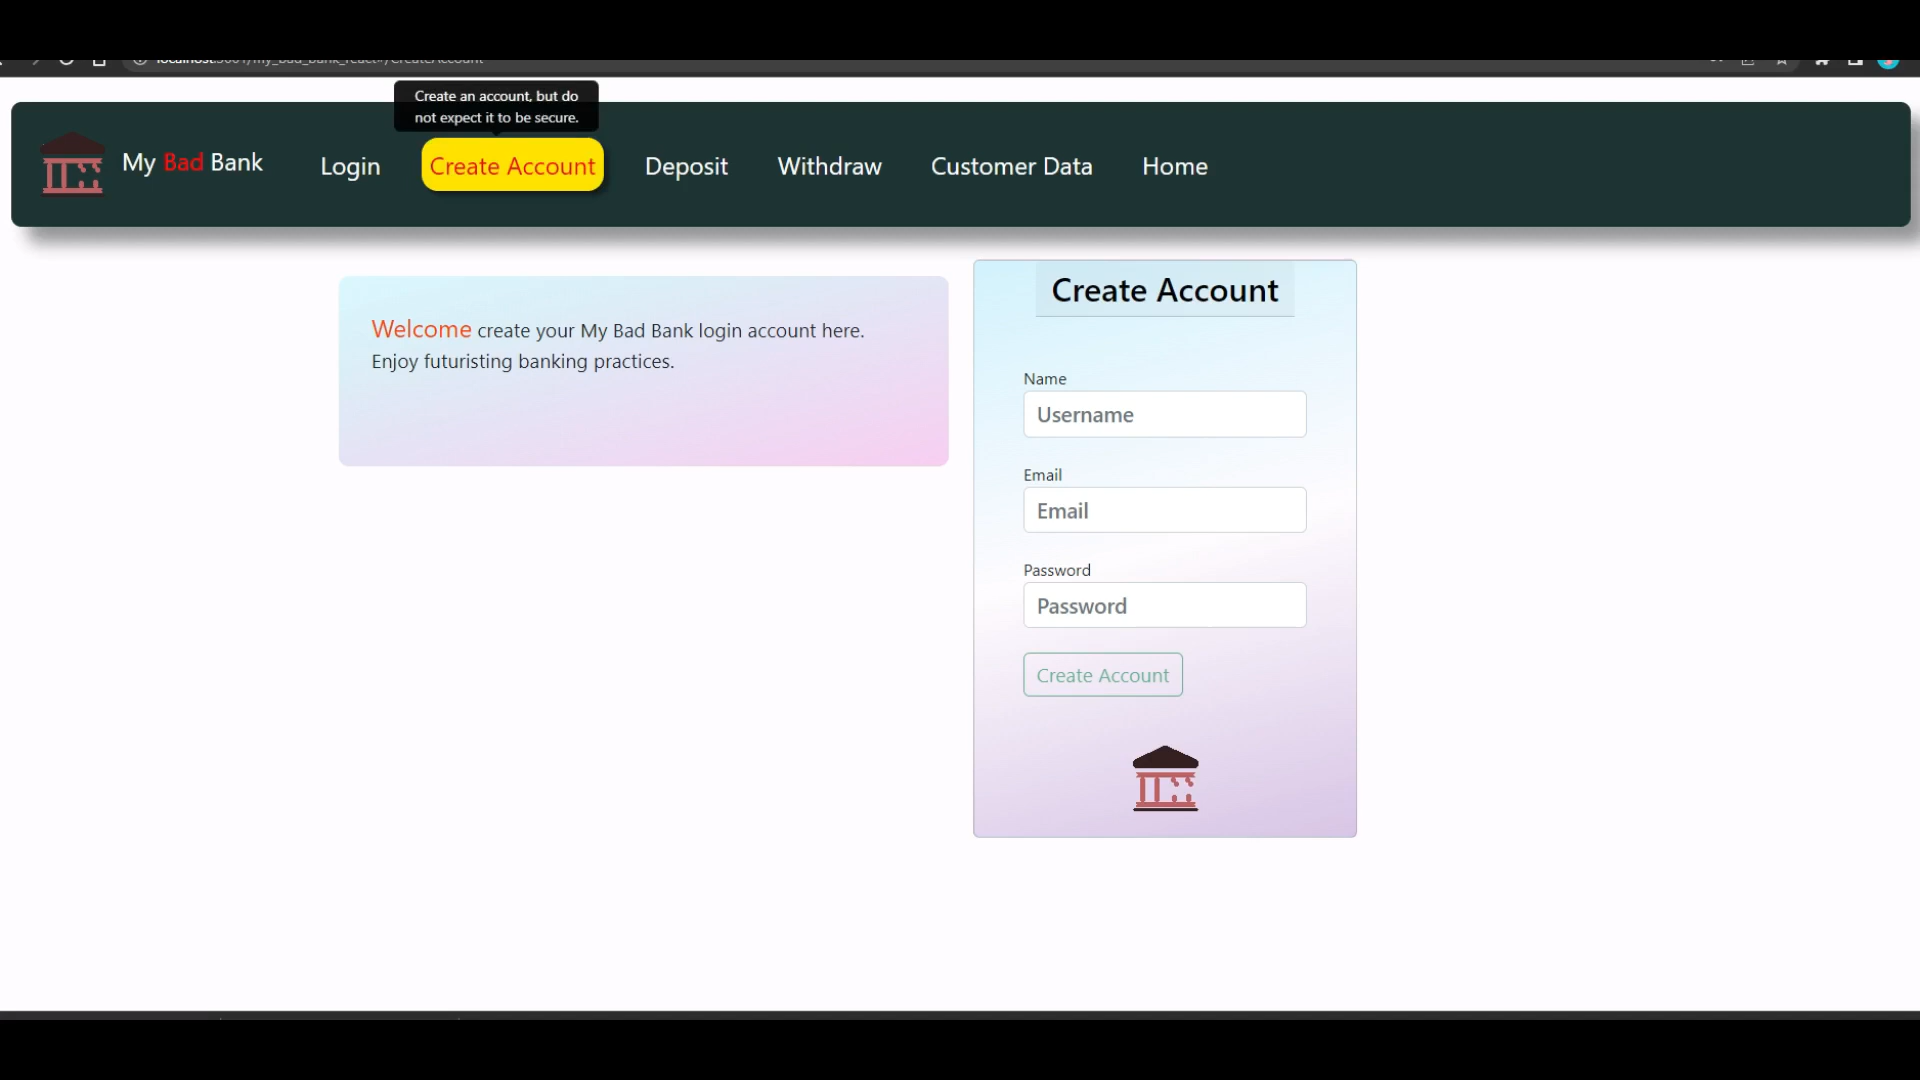 Create an account, but do
not expect it to be secure.
My Bad Bank Login Create Account Deposit Withdraw Customer Data Home
Welcome create your My Bad Bank login account here.
Enjoy futuristing banking practices.
Create Account
Name
Username
Email
Email
Password
Password
Create Account